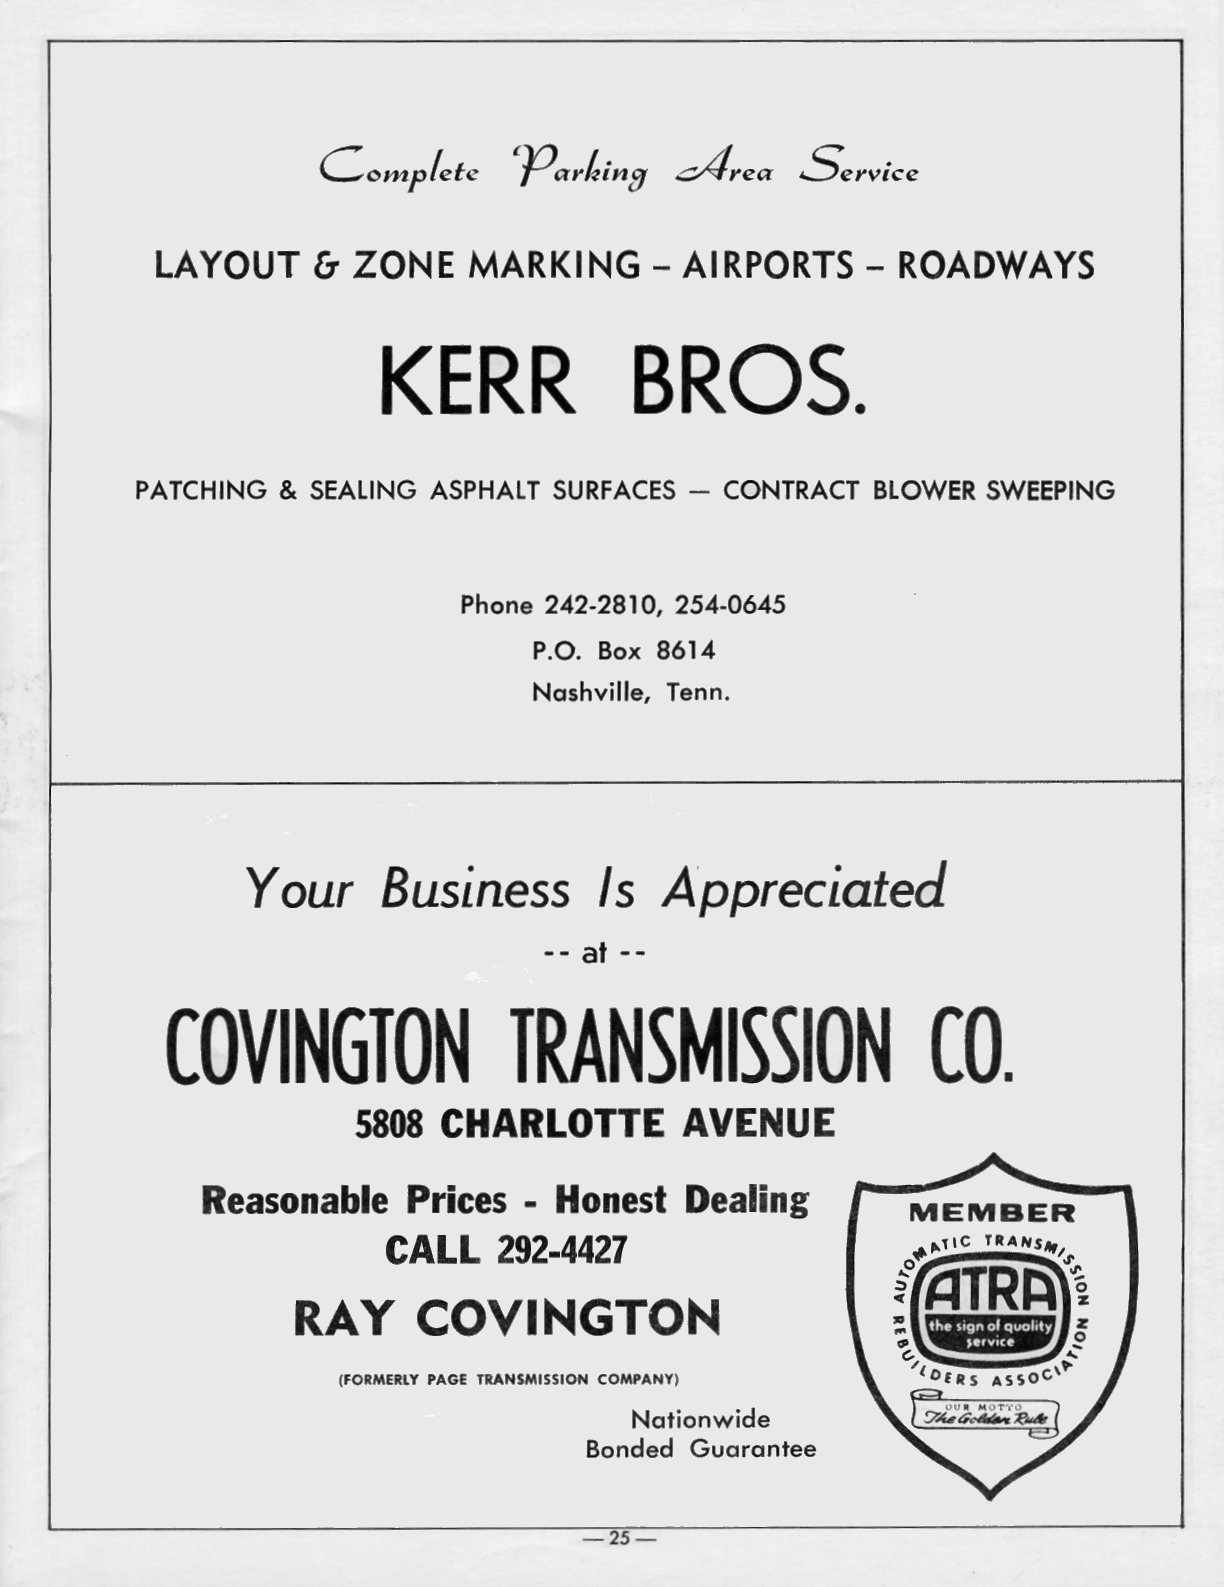 Complete Parking Area Service
LAYOUT & ZONE MARKING – AIRPORTS – ROADWAYS
KERR BROS.
PATCHING & SEALING ASPHALT SURFACES — CONTRACT BLOWER SWEEPING
Phone 242-2810, 254-0645
P.O. Box 8614
Nashville, Tenn.
Your Business Is Appreciated
-- at --
COVINGTON TRANSMISSION CO.
5808 CHARLOTTE AVENUE
Reasonable Prices - Honest Dealing
CALL 292-4427
RAY COVINGTON
(FORMERLY PAGE TRANSMISSION COMPANY)
Nationwide
Bonded Guarantee
MEMBER
AUTOMATIC TRANSMISSION
REBUILDERS ASSOCIATION
ATRA
the sign of quality
service
OUR MOTTO
The Golden Rule
— 25 —